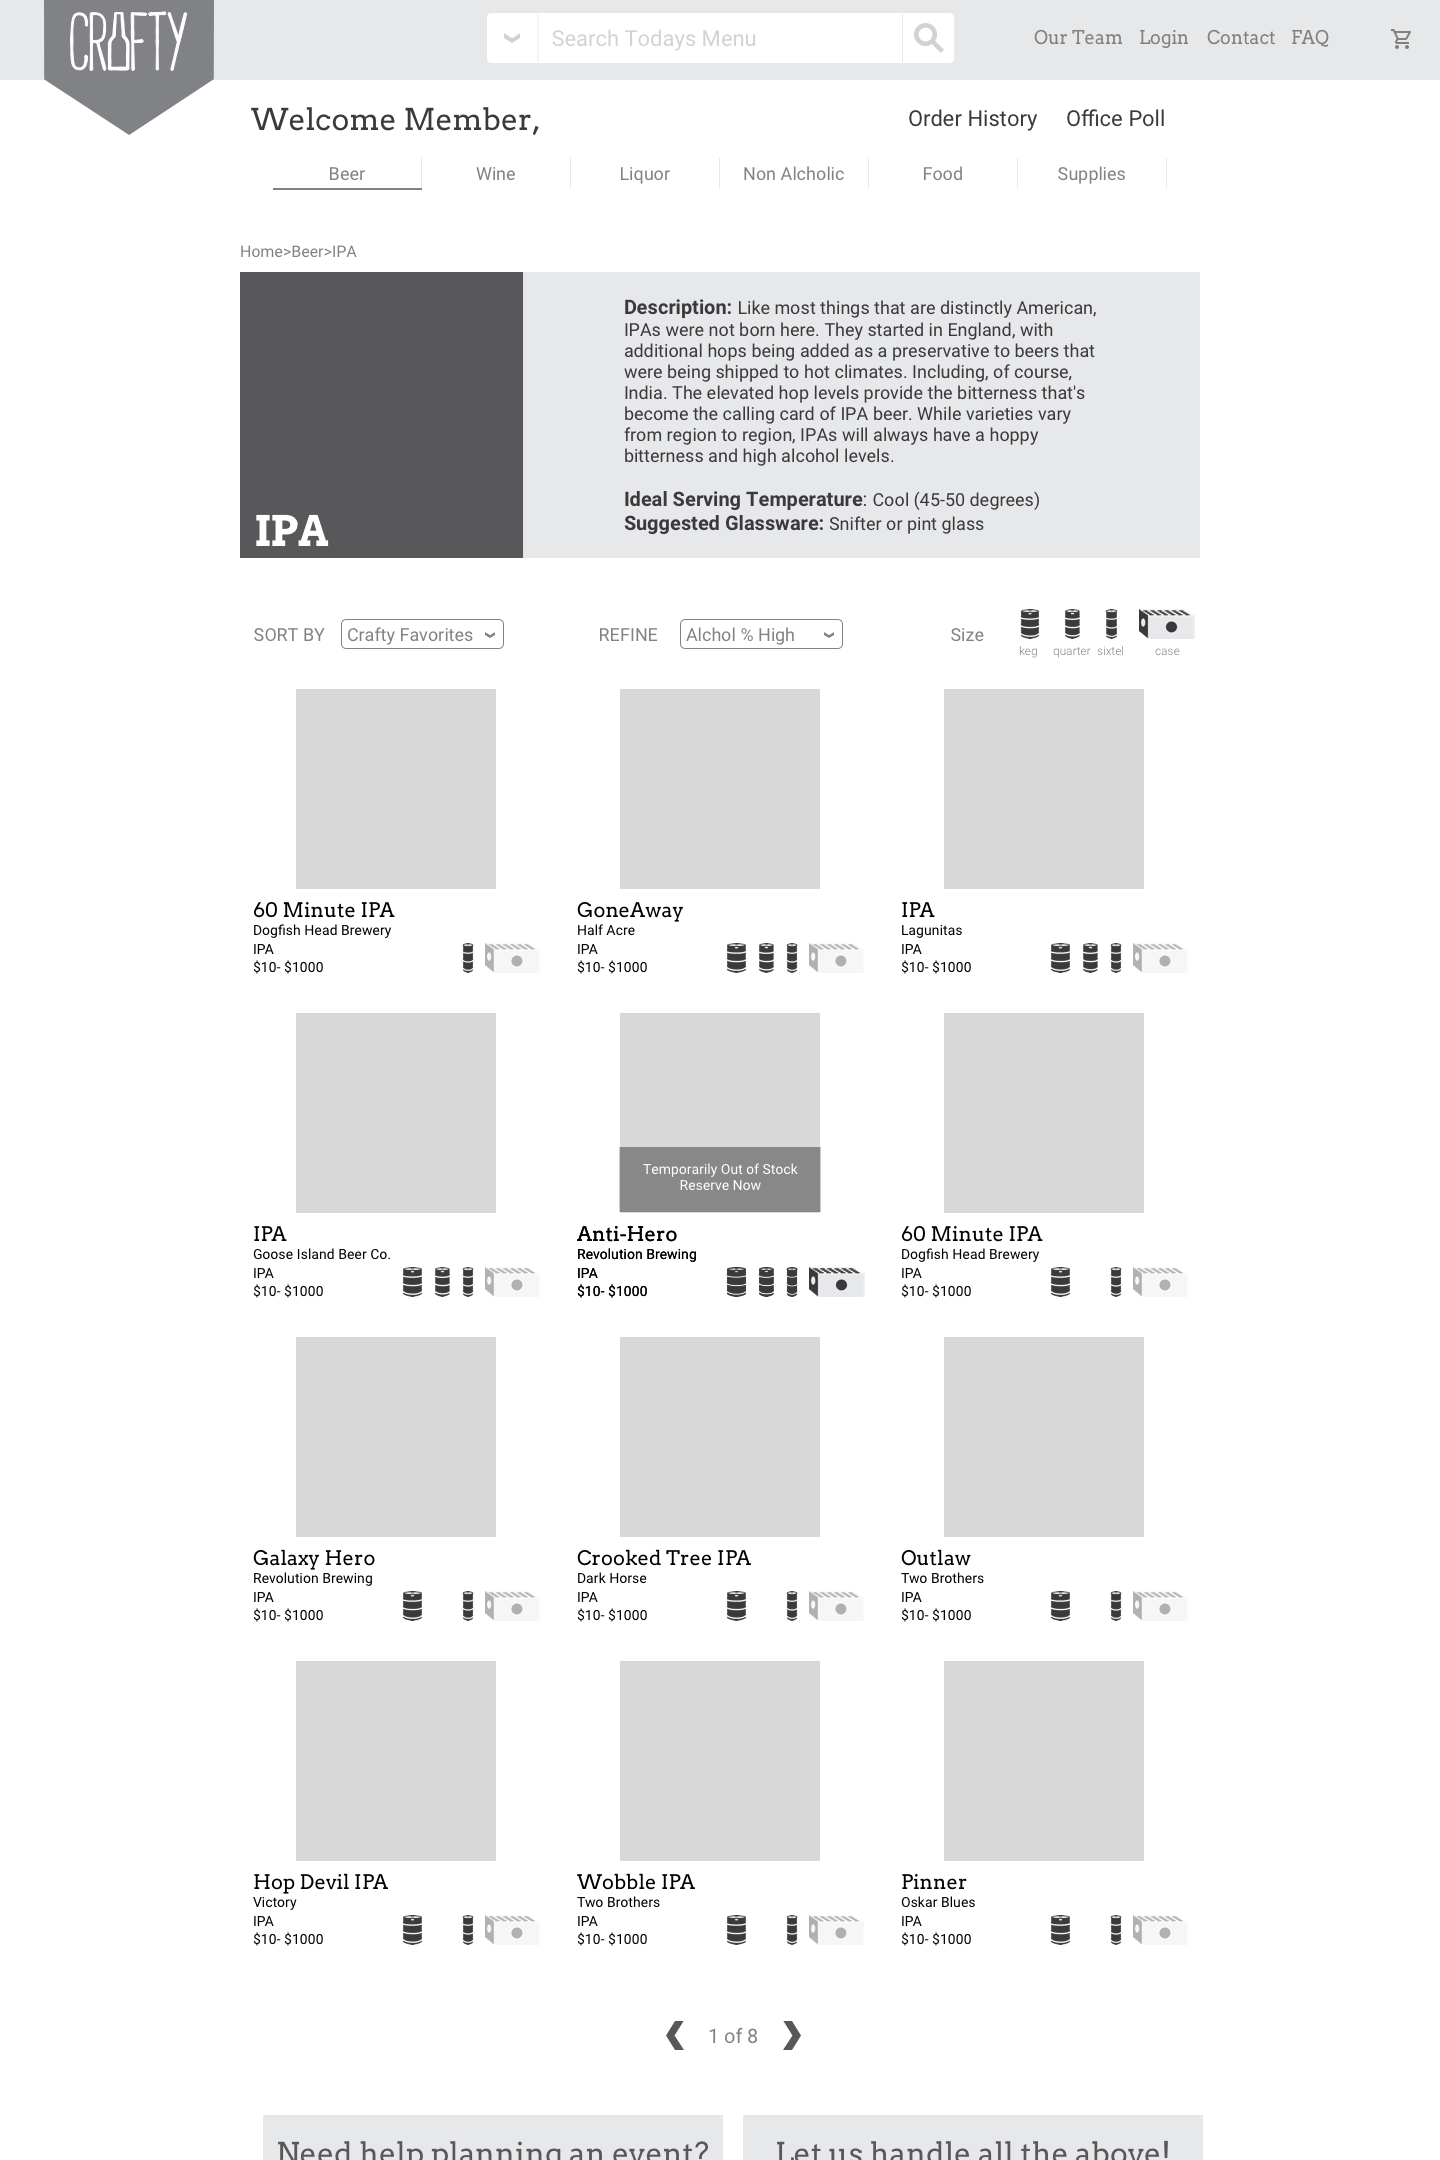 CRAFTY
Search Todays Menu
Our Team Login Contact FAQ
Welcome Member,
Order History Office Poll
Beer Wine Liquor Non Alcholic Food Supplies
Home>Beer>IPA
IPA
Description: Like most things that are distinctly American,
IPAs were not born here. They started in England, with
additional hops being added as a preservative to beers that
were being shipped to hot climates. Including, of course,
India. The elevated hop levels provide the bitterness that's
become the calling card of IPA beer. While varieties vary
from region to region, IPAs will always have a hoppy
bitterness and high alcohol levels.
Ideal Serving Temperature: Cool (45-50 degrees)
Suggested Glassware: Snifter or pint glass
SORT BY Crafty Favorites REFINE Alchol % High Size
keg quarter sixtel case
60 Minute IPA
Dogfish Head Brewery
IPA
$10- $1000
GoneAway
Half Acre
IPA
$10- $1000
IPA
Lagunitas
IPA
$10- $1000
IPA
Goose Island Beer Co.
IPA
$10- $1000
Temporarily Out of Stock
Reserve Now
Anti-Hero
Revolution Brewing
IPA
$10- $1000
60 Minute IPA
Dogfish Head Brewery
IPA
$10- $1000
Galaxy Hero
Revolution Brewing
IPA
$10- $1000
Crooked Tree IPA
Dark Horse
IPA
$10- $1000
Outlaw
Two Brothers
IPA
$10- $1000
Hop Devil IPA
Victory
IPA
$10- $1000
Wobble IPA
Two Brothers
IPA
$10- $1000
Pinner
Oskar Blues
IPA
$10- $1000
1 of 8
Need help planning an event?
Let us handle all the above!